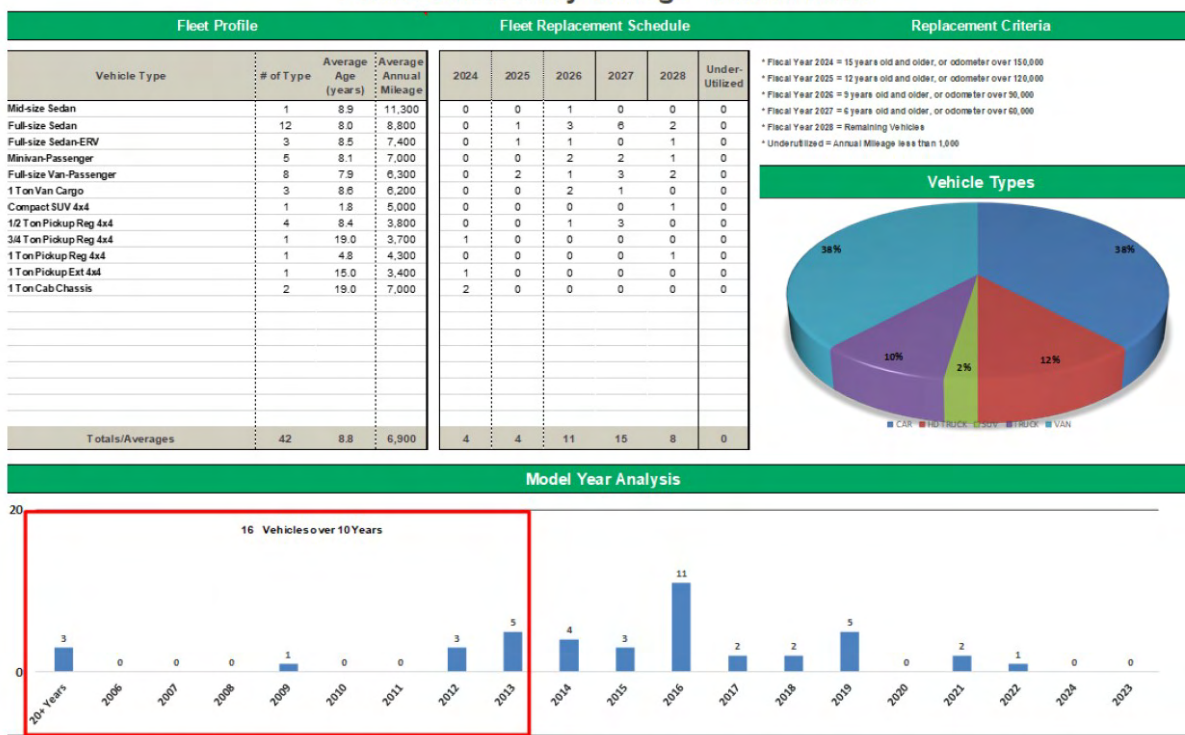 Fleet Profile
Fleet Replacement Schedule
Replacement Criteria
Vehicle Type # of Type Average Age (years) Average Annual Mileage 2024 2025 2026 2027 2028 Under-Utilized
Mid-size Sedan 1 8.9 11,300 0 0 1 0 0 0
Full-size Sedan 12 8.0 8,800 0 1 3 6 2 0
Full-size Sedan-ERV 3 8.5 7,400 0 1 1 0 1 0
Minivan-Passenger 5 8.1 7,000 0 0 2 2 1 0
Full-size Van-Passenger 8 7.9 6,300 0 2 1 3 2 0
1 Ton Van Cargo 3 8.6 6,200 0 0 2 1 0 0
Compact SUV 4x4 1 1.8 5,000 0 0 0 0 1 0
1/2 Ton Pickup Reg 4x4 4 8.4 3,800 0 0 1 3 0 0
3/4 Ton Pickup Reg 4x4 1 19.0 3,700 1 0 0 0 0 0
1 Ton Pickup Reg 4x4 1 4.8 4,300 0 0 0 0 1 0
1 Ton Pickup Ext 4x4 1 15.0 3,400 1 0 0 0 0 0
1 Ton Cab Chassis 2 19.0 7,000 2 0 0 0 0 0
Totals/Averages 42 8.8 6,900 4 4 11 15 8 0
* Fiscal Year 2024 = 15 years old and older, or odometer over 150,000
* Fiscal Year 2025 = 12 years old and older, or odometer over 120,000
* Fiscal Year 2026 = 9 years old and older, or odometer over 90,000
* Fiscal Year 2027 = 6 years old and older, or odometer over 60,000
* Fiscal Year 2028 = Remaining Vehicles
* Underutilized = Annual Mileage less than 1,000
Vehicle Types
38%
38%
10%
2%
12%
CAR HD TRUCK SUV TRUCK VAN
Model Year Analysis
20
16 Vehicles over 10 Years
3 0 0 0 1 0 0 3 5 4 3 11 2 2 5 0 2 1 0 0
0
20+ Years 2006 2007 2008 2009 2010 2011 2012 2013 2014 2015 2016 2017 2018 2019 2020 2021 2022 2024 2023